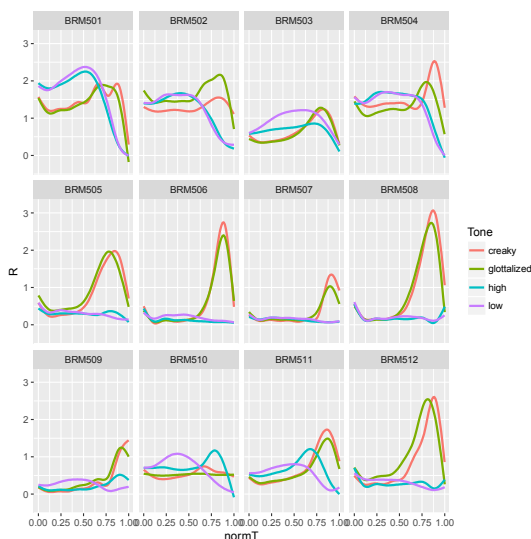 BRM501 BRM502 BRM503 BRM504
3
2
1
0
BRM505 BRM506 BRM507 BRM508
3
2
1
0
R
Tone
creaky
glottalized
high
low
BRM509 BRM510 BRM511 BRM512
3
2
1
0
0.00 0.25 0.50 0.75 1.00 0.00 0.25 0.50 0.75 1.00 0.00 0.25 0.50 0.75 1.00 0.00 0.25 0.50 0.75 1.00
normT